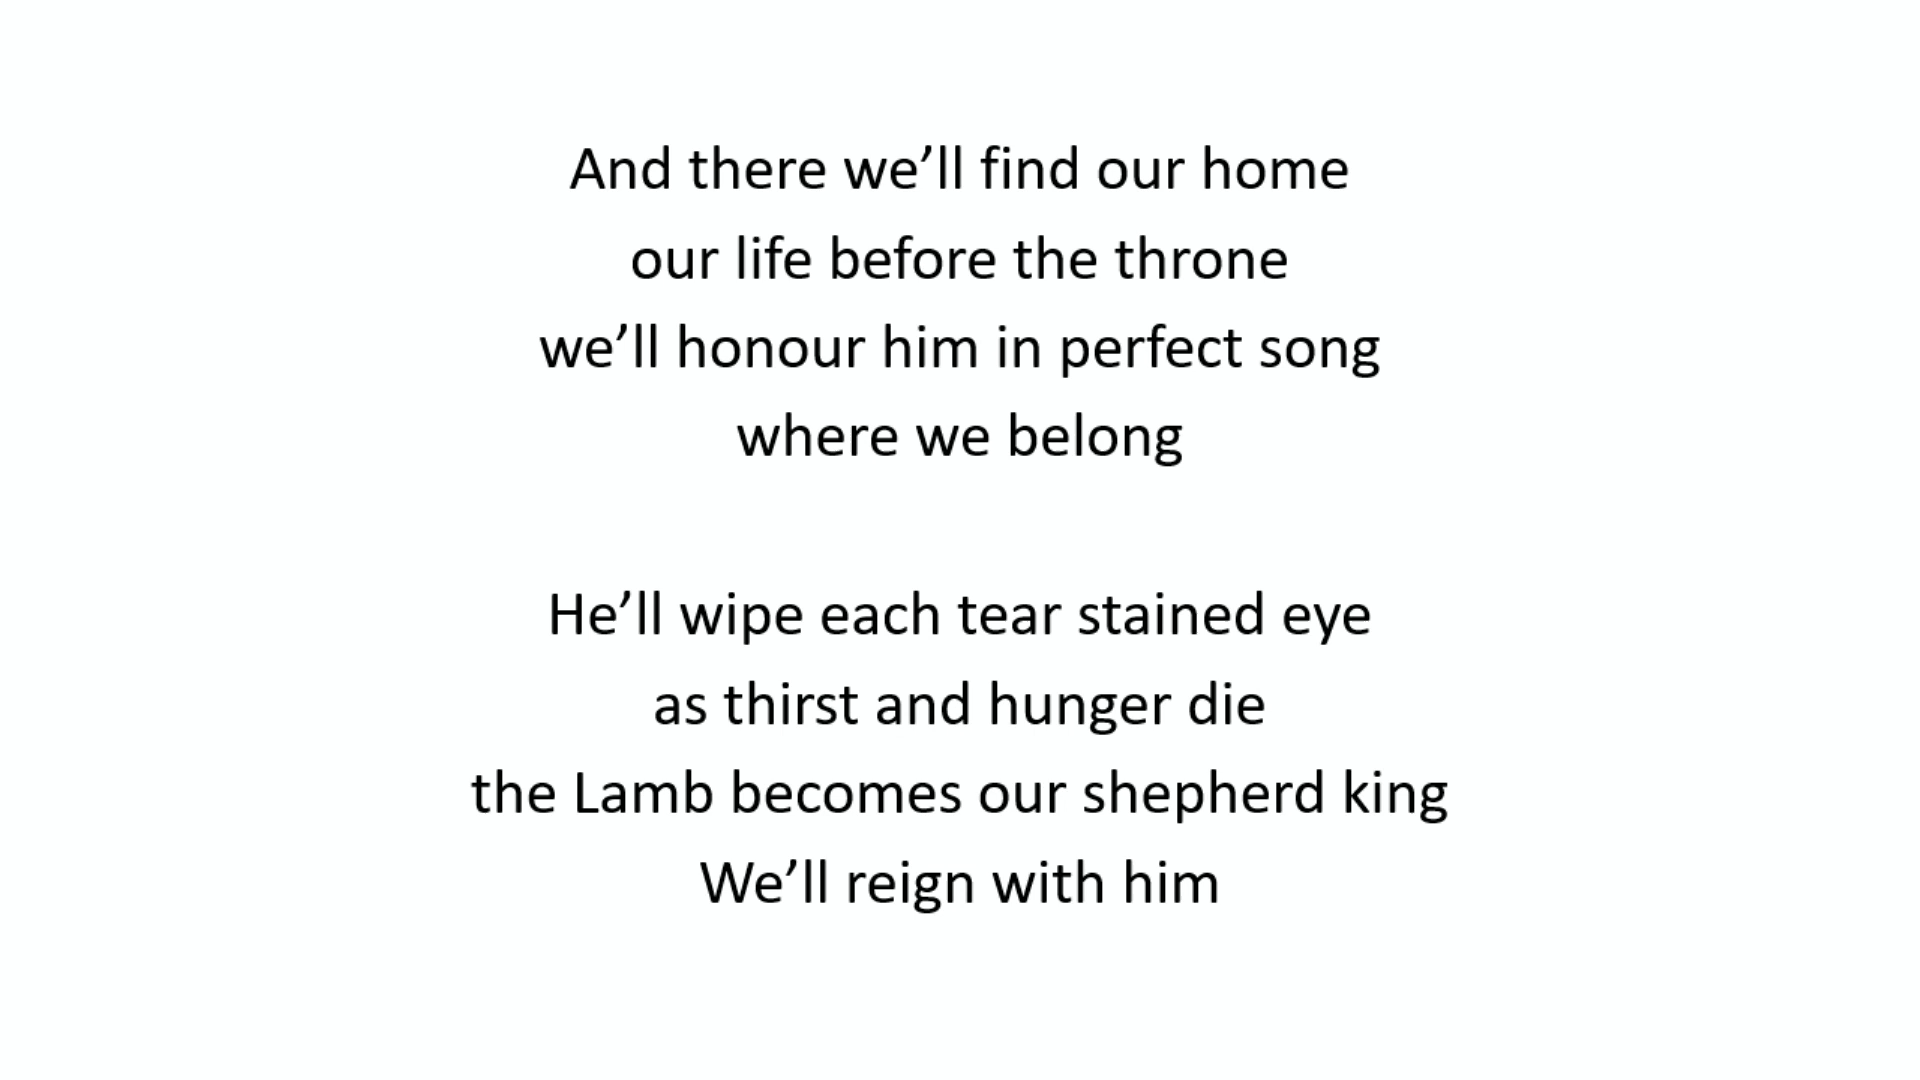 And there we’ll find our home
our life before the throne
we’ll honour him in perfect song
where we belong
He’ll wipe each tear stained eye
as thirst and hunger die
the Lamb becomes our shepherd king
We’ll reign with him